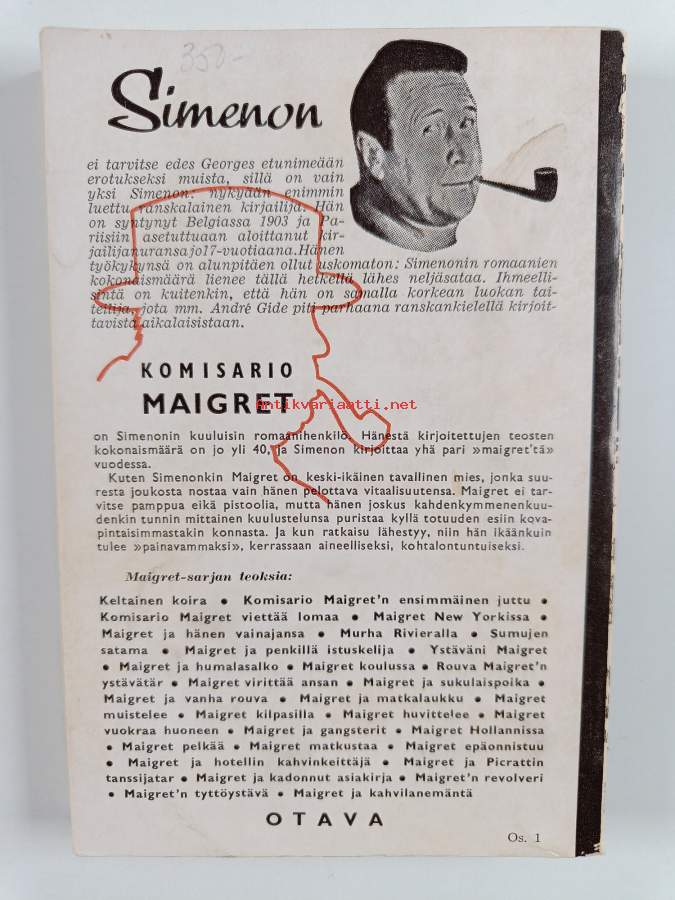 350-
Simenon
ei tarvitse edes Georges etunimeään
erotukseksi muista, sillä on vain
yksi Simenon: nykyään enimmin
luettu ranskalainen kirjailija. Hän
on syntynyt Belgiassa 1903 ja Pa-
riisiin asetuttuaan aloittanut kir-
jailijanuransa jo 17-vuotiaana. Hänen
työkykynsä on alunpitäen ollut uskomaton: Simenonin romaanien
kokonaismäärä lienee tällä hetkellä lähes neljäsataa. Ihmeelli-
sintä on kuitenkin, että hän on samalla korkean luokan tai-
teilija, jota mm. André Gide piti parhaana ranskankielellä kirjoit-
tavista aikalaisistaan.
KOMISARIO
MAIGRET
antikvariaatti.net
on Simenonin kuuluisin romaanihenkilö. Hänestä kirjoitettujen teosten
kokonaismäärä on jo yli 40, ja Simenon kirjoittaa yhä pari »maigret'tä»
vuodessa.
Kuten Simenonkin Maigret on keski-ikäinen tavallinen mies, jonka suu-
resta joukosta nostaa vain hänen pelottava vitaalisuutensa. Maigret ei tar-
vitse pamppua eikä pistoolia, mutta hänen joskus kahdenkymmenenkuu-
denkin tunnin mittainen kuulustelunsa puristaa kyllä totuuden esiin kova-
pintaisimmastakin konnasta. Ja kun ratkaisu lähestyy, niin hän ikäänkuin
tulee »painavammaksi», kerrassaan aineelliseksi, kohtalontuntuiseksi.
Maigret-sarjan teoksia:
Keltainen koira • Komisario Maigret'n ensimmäinen juttu •
Komisario Maigret viettää lomaa • Maigret New Yorkissa •
Maigret ja hänen vainajansa • Murha Rivieralla • Sumujen
satama • Maigret ja penkillä istuskelija • Ystäväni Maigret
• Maigret ja humalasalko • Maigret koulussa • Rouva Maigret'n
ystävätär • Maigret virittää ansan • Maigret ja sukulaispoika •
Maigret ja vanha rouva • Maigret ja matkalaukku • Maigret
muistelee • Maigret kilpasilla • Maigret huvittelee • Maigret
vuokraa huoneen • Maigret ja gangsterit • Maigret Hollannissa
• Maigret pelkää • Maigret matkustaa • Maigret epäonnistuu
• Maigret ja hotellin kahvinkeittäjä • Maigret ja Picrattin
tanssijatar • Maigret ja kadonnut asiakirja • Maigret'n revolveri
• Maigret'n tyttöystävä • Maigret ja kahvilanemäntä
OTAVA
Os. 1